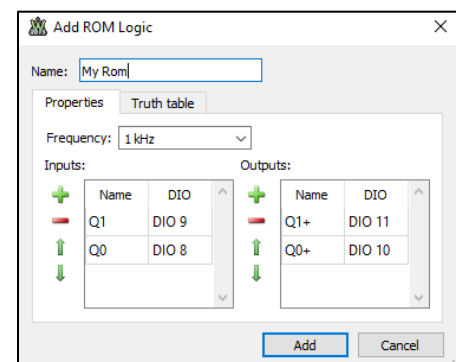 Add ROM Logic
Name: My Rom
Properties Truth table
Frequency: 1 kHz
Inputs: Outputs:
Name DIO Name DIO
Q1 DIO 9 Q1+ DIO 11
Q0 DIO 8 Q0+ DIO 10
Add Cancel